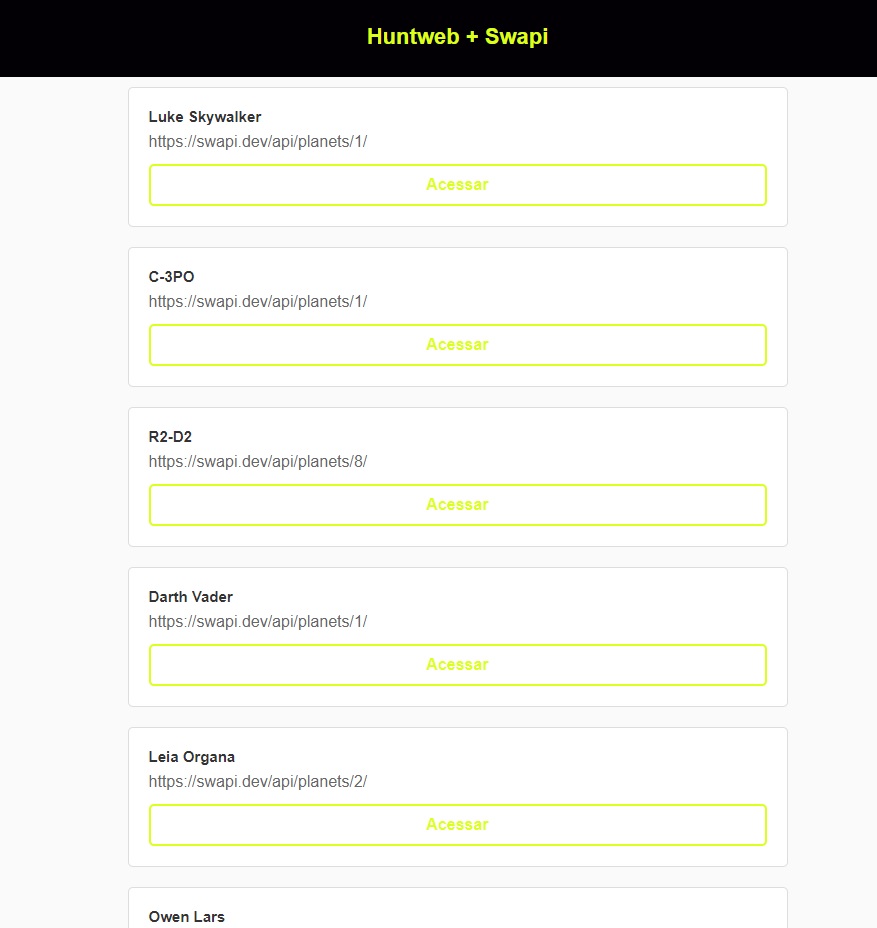 Huntweb + Swapi
Luke Skywalker
https://swapi.dev/api/planets/1/
Acessar
C-3PO
https://swapi.dev/api/planets/1/
Acessar
R2-D2
https://swapi.dev/api/planets/8/
Acessar
Darth Vader
https://swapi.dev/api/planets/1/
Acessar
Leia Organa
https://swapi.dev/api/planets/2/
Acessar
Owen Lars